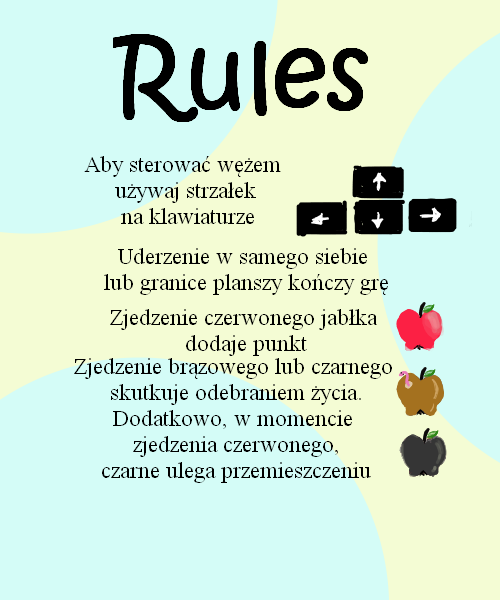 Rules
Aby sterować wężem
używaj strzałek
na klawiaturze
Uderzenie w samego siebie
lub granice planszy kończy grę
Zjedzenie czerwonego jabłka
dodaje punkt
Zjedzenie brązowego lub czarnego
skutkuje odebraniem życia.
Dodatkowo, w momencie
zjedzenia czerwonego,
czarne ulega przemieszczeniu